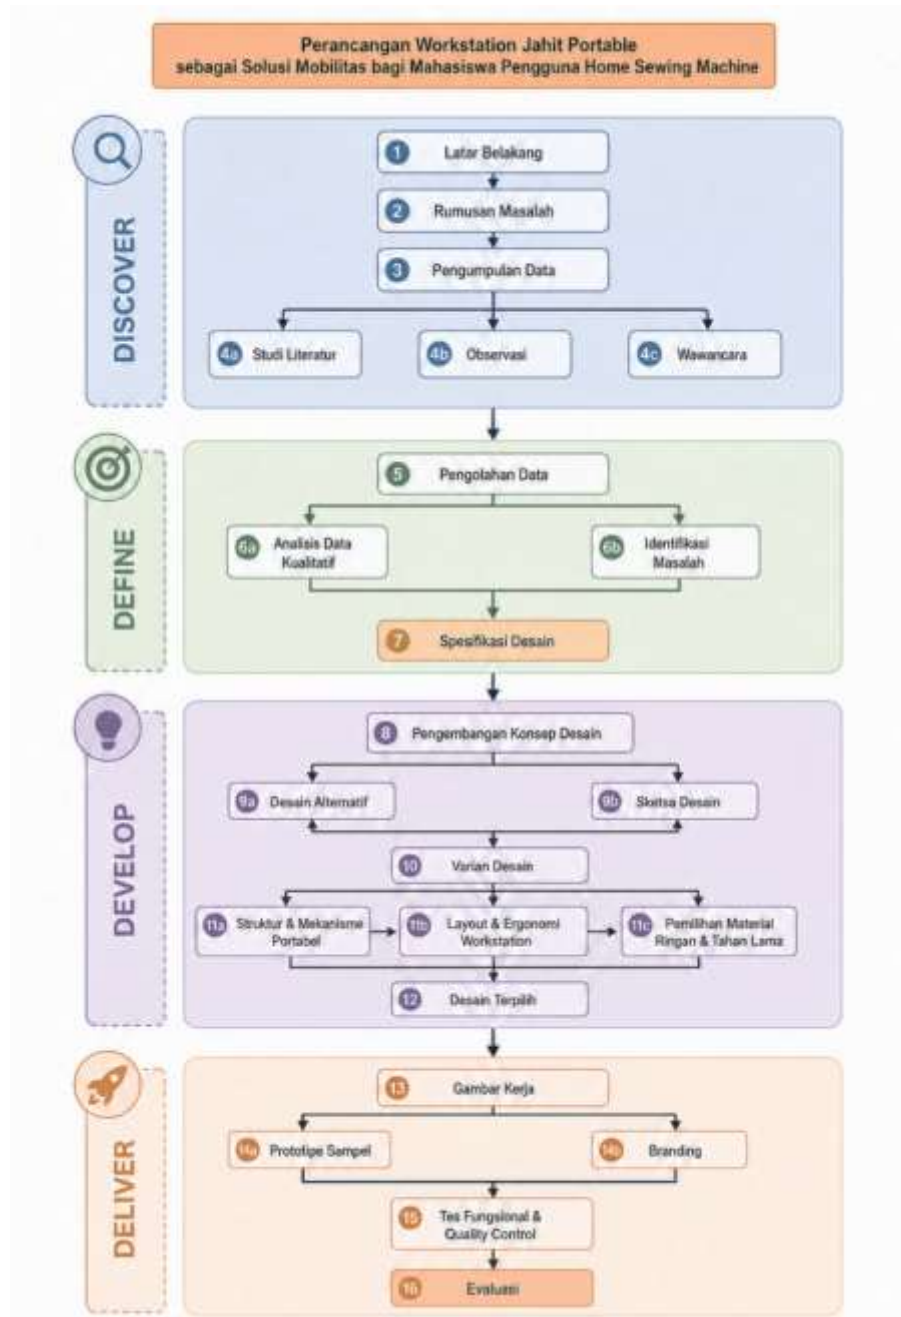 Perancangan Workstation Jahit Portable
sebagai Solusi Mobilitas bagi Mahasiswa Pengguna Home Sewing Machine
DISCOVER
1 Latar Belakang
2 Rumusan Masalah
3 Pengumpulan Data
4a Studi Literatur
4b Observasi
4c Wawancara
DEFINE
5 Pengolahan Data
6a Analisis Data
Kualitatif
6b Identifikasi
Masalah
7 Spesifikasi Desain
DEVELOP
8 Pengembangan Konsep Desain
9a Desain Alternatif
9b Sketsa Desain
10 Varian Desain
11a Struktur & Mekanisme
Portabel
11b Layout & Ergonomi
Workstation
11c Pemilihan Material
Ringan & Tahan Lama
12 Desain Terpilih
DELIVER
13 Gambar Kerja
14a Prototipe Sampel
14b Branding
15 Tes Fungsional &
Quality Control
16 Evaluasi